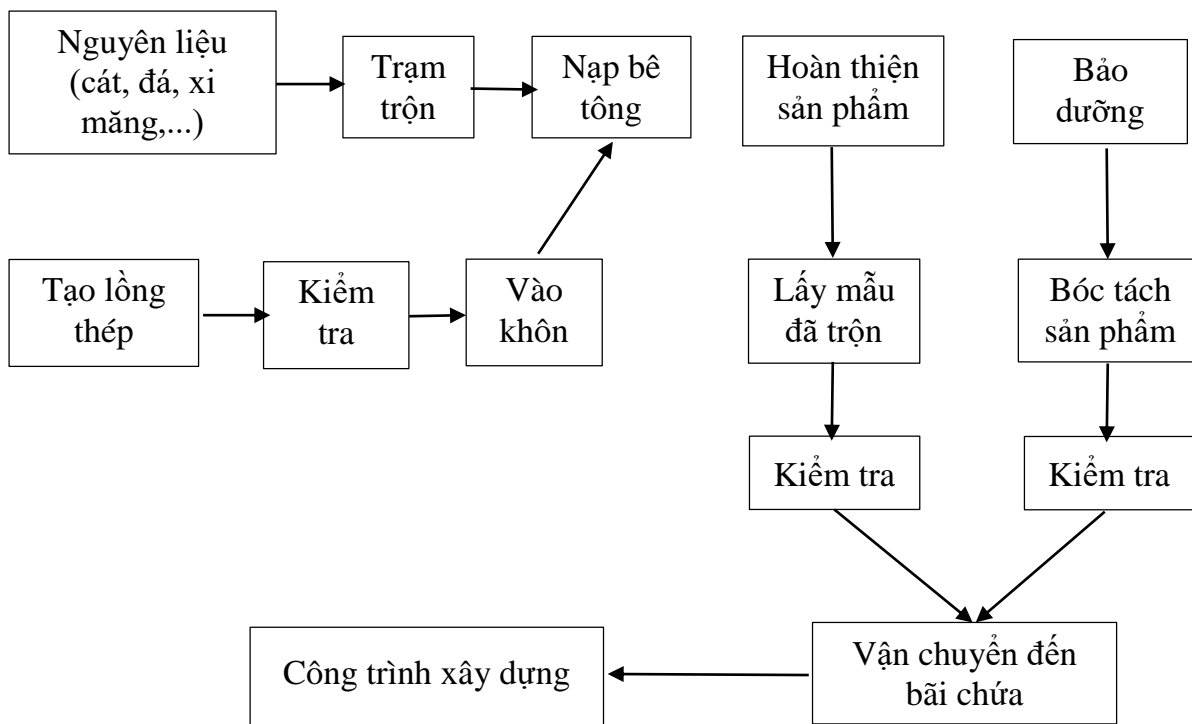 Nguyên liệu
(cát, đá, xi
măng,...)
Trạm
trộn
Nạp bê
tông
Hoàn thiện
sản phẩm
Bảo
dưỡng
Tạo lồng
thép
Kiểm
tra
Vào
khôn
Lấy mẫu
đã trộn
Bóc tách
sản phẩm
Kiểm tra
Kiểm tra
Công trình xây dựng
Vận chuyển đến
bãi chứa